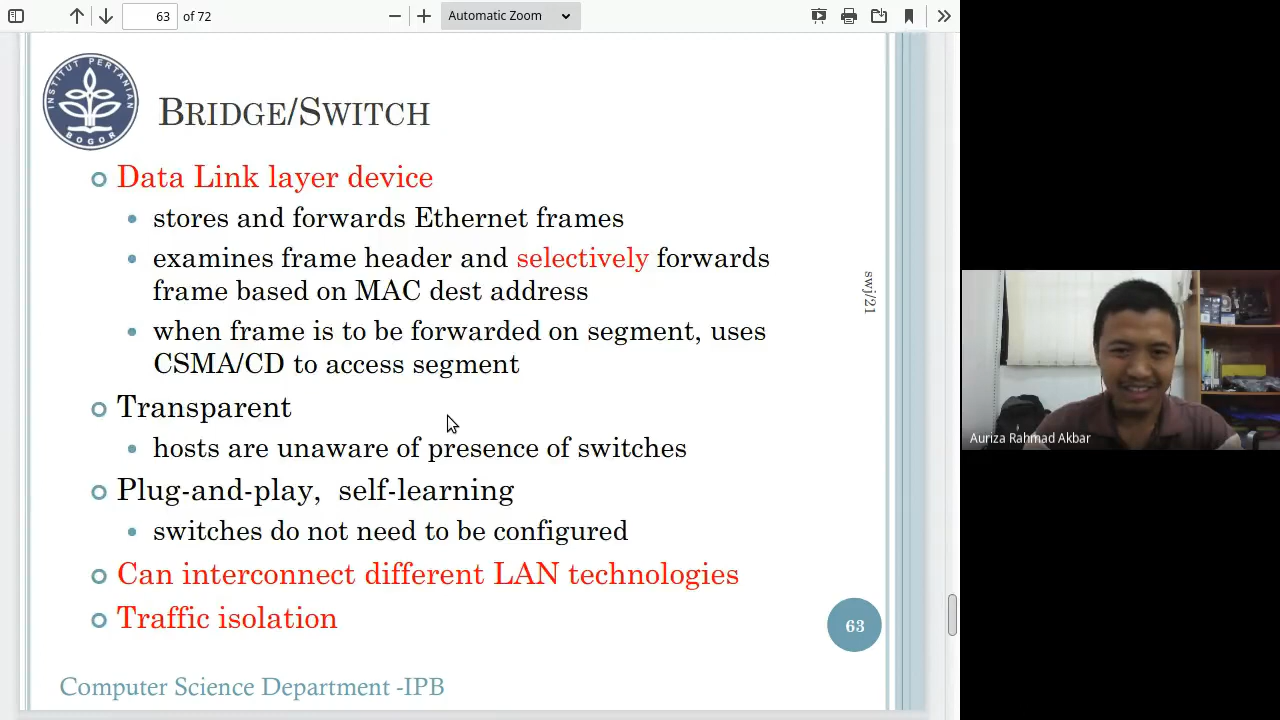 63 of 72
Automatic Zoom
INSTITUT PERTANIAN
BOGOR
BRIDGE/SWITCH
Data Link layer device
stores and forwards Ethernet frames
examines frame header and selectively forwards
frame based on MAC dest address
when frame is to be forwarded on segment, uses
CSMA/CD to access segment
Transparent
hosts are unaware of presence of switches
Plug-and-play, self-learning
switches do not need to be configured
Can interconnect different LAN technologies
Traffic isolation
swj/21
63
Computer Science Department -IPB
Auriza Rahmad Akbar